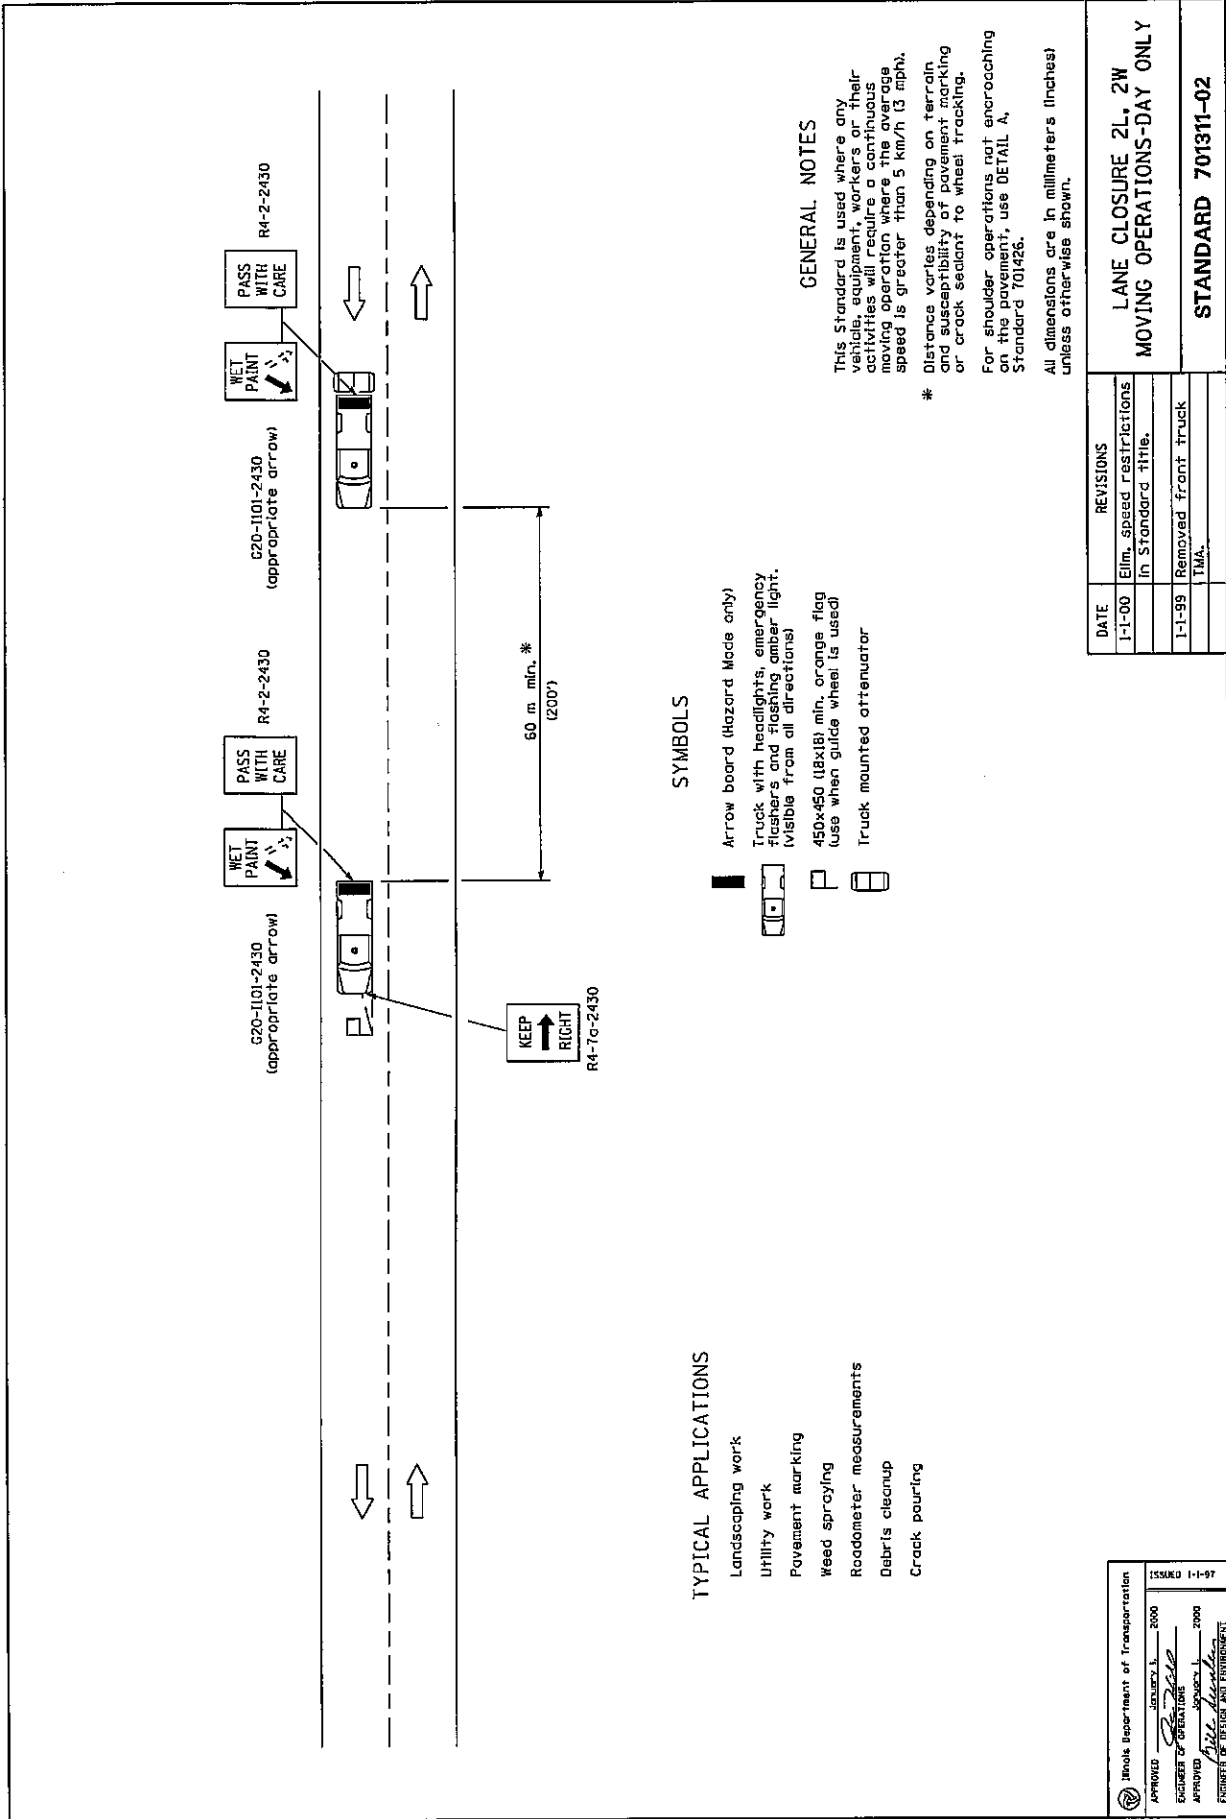 G20-I101-2430
(appropriate arrow)
WET
PAINT
PASS
WITH
CARE
R4-2-2430
G20-I101-2430
(appropriate arrow)
WET
PAINT
PASS
WITH
CARE
R4-2-2430
KEEP
RIGHT
R4-7a-2430
60 m min. *
(200')
TYPICAL APPLICATIONS
Landscaping work
Utility work
Pavement marking
Weed spraying
Roadometer measurements
Debris cleanup
Crack pouring
SYMBOLS
Arrow board (Hazard Mode only)
Truck with headlights, emergency
flashers and flashing amber light.
(visible from all directions)
450x450 (18x18) min. orange flag
(use when guide wheel is used)
Truck mounted attenuator
GENERAL NOTES
This Standard is used where any
vehicle, equipment, workers or their
activities will require a continuous
moving operation where the average
speed is greater than 5 km/h (3 mph).
* Distance varies depending on terrain
and susceptibility of pavement marking
or crack sealant to wheel tracking.
For shoulder operations not encroaching
on the pavement, use DETAIL A,
Standard 701426.
All dimensions are in millimeters (inches)
unless otherwise shown.
Illinois Department of Transportation
APPROVED January 1, 2000
ENGINEER OF OPERATIONS
APPROVED January 1, 2000
ENGINEER OF DESIGN AND ENVIRONMENT
ISSUED 1-1-97
DATE REVISIONS
1-1-00 Elim. speed restrictions
in Standard title.
1-1-99 Removed front truck
TMA.
LANE CLOSURE 2L, 2W
MOVING OPERATIONS-DAY ONLY
STANDARD 701311-02